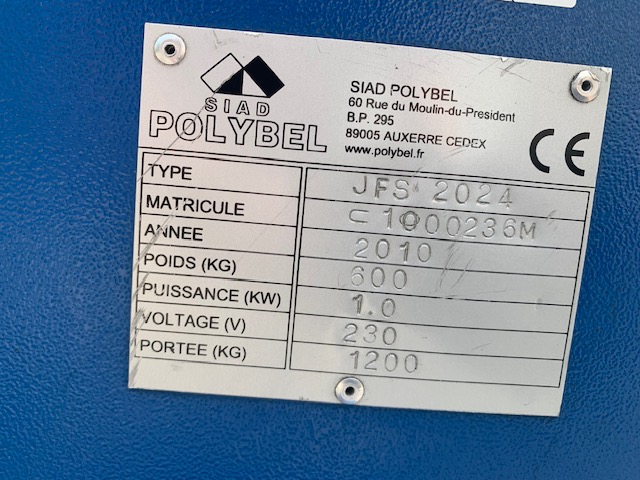 SIAD
POLYBEL
SIAD POLYBEL
60 Rue du Moulin-du-President
B.P. 295
89005 AUXERRE CEDEX
www.polybel.fr
CE
TYPE JFS 2024
MATRICULE C1000236M
ANNEE 2010
POIDS (KG) 600
PUISSANCE (KW) 1.0
VOLTAGE (V) 230
PORTEE (KG) 1200